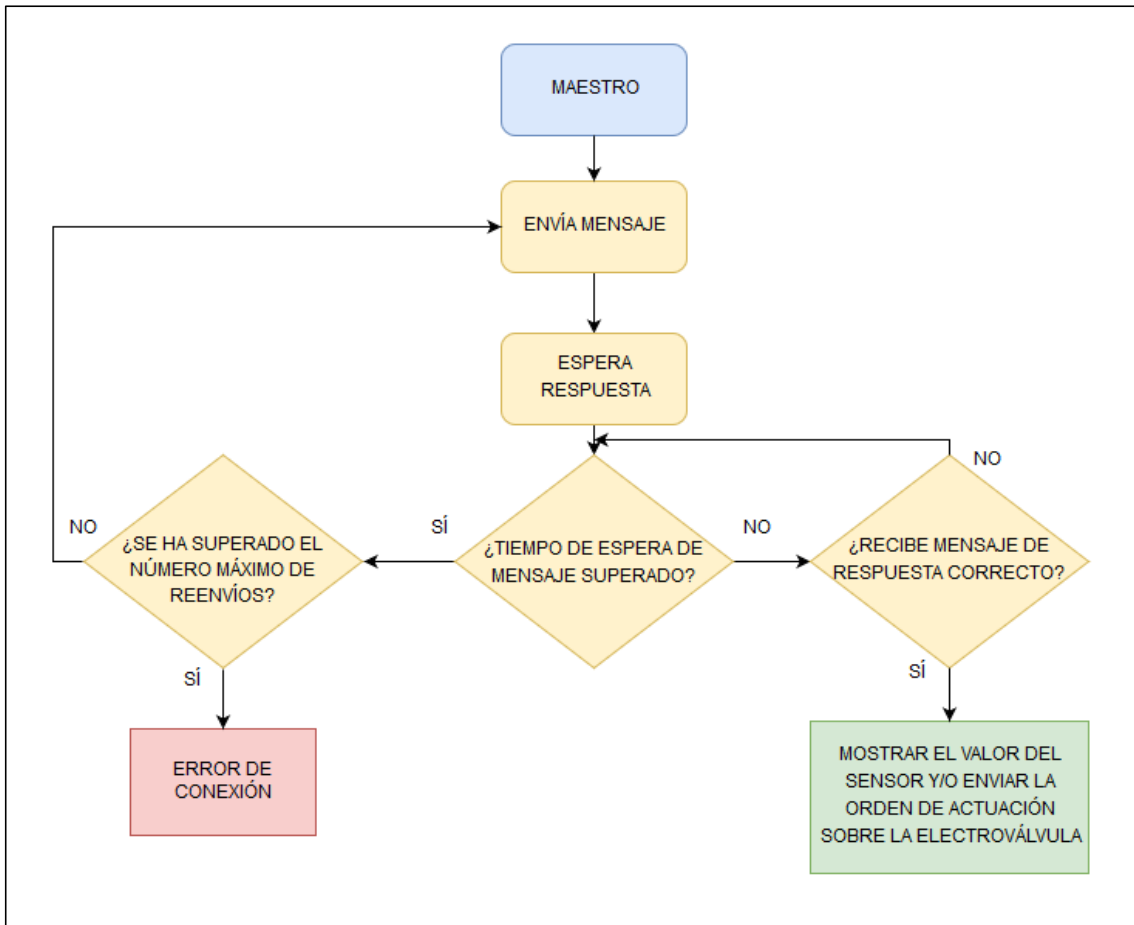 MAESTRO
ENVÍA MENSAJE
ESPERA
RESPUESTA
NO
SÍ
NO
NO
¿SE HA SUPERADO EL
NÚMERO MÁXIMO DE
REENVÍOS?
¿TIEMPO DE ESPERA DE
MENSAJE SUPERADO?
¿RECIBE MENSAJE DE
RESPUESTA CORRECTO?
SÍ
SÍ
ERROR DE
CONEXIÓN
MOSTRAR EL VALOR DEL
SENSOR Y/O ENVIAR LA
ORDEN DE ACTUACIÓN
SOBRE LA ELECTROVÁLVULA